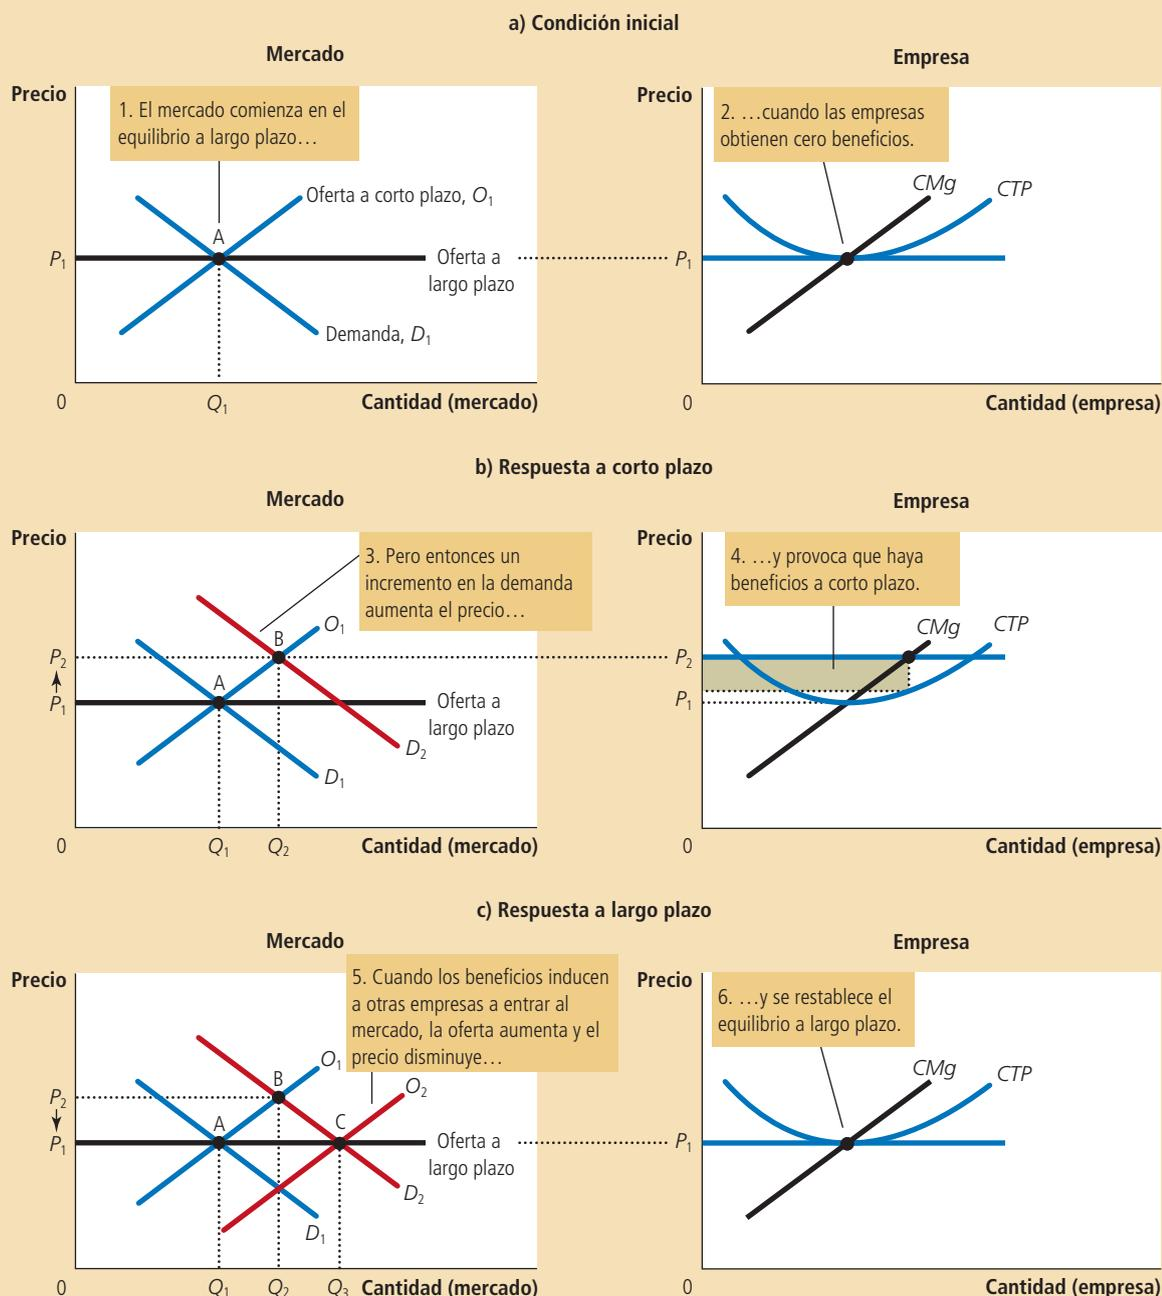 a) Condición inicial
Mercado
Empresa
Precio
1. El mercado comienza en el
equilibrio a largo plazo…
Oferta a corto plazo, O1
A
P1
Oferta a
largo plazo
Demanda, D1
0
Q1
Cantidad (mercado)
Precio
2. …cuando las empresas
obtienen cero beneficios.
CMg
CTP
P1
0
Cantidad (empresa)
b) Respuesta a corto plazo
Mercado
Empresa
Precio
3. Pero entonces un
incremento en la demanda
aumenta el precio…
O1
B
P2
A
P1
Oferta a
largo plazo
D2
D1
0
Q1
Q2
Cantidad (mercado)
Precio
4. …y provoca que haya
beneficios a corto plazo.
CMg
CTP
P2
P1
0
Cantidad (empresa)
c) Respuesta a largo plazo
Mercado
Empresa
Precio
5. Cuando los beneficios inducen
a otras empresas a entrar al
mercado, la oferta aumenta y el
precio disminuye…
O1
O2
B
P2
A
C
P1
Oferta a
largo plazo
D2
D1
0
Q1
Q2
Q3
Cantidad (mercado)
Precio
6. …y se restablece el
equilibrio a largo plazo.
CMg
CTP
P1
0
Cantidad (empresa)